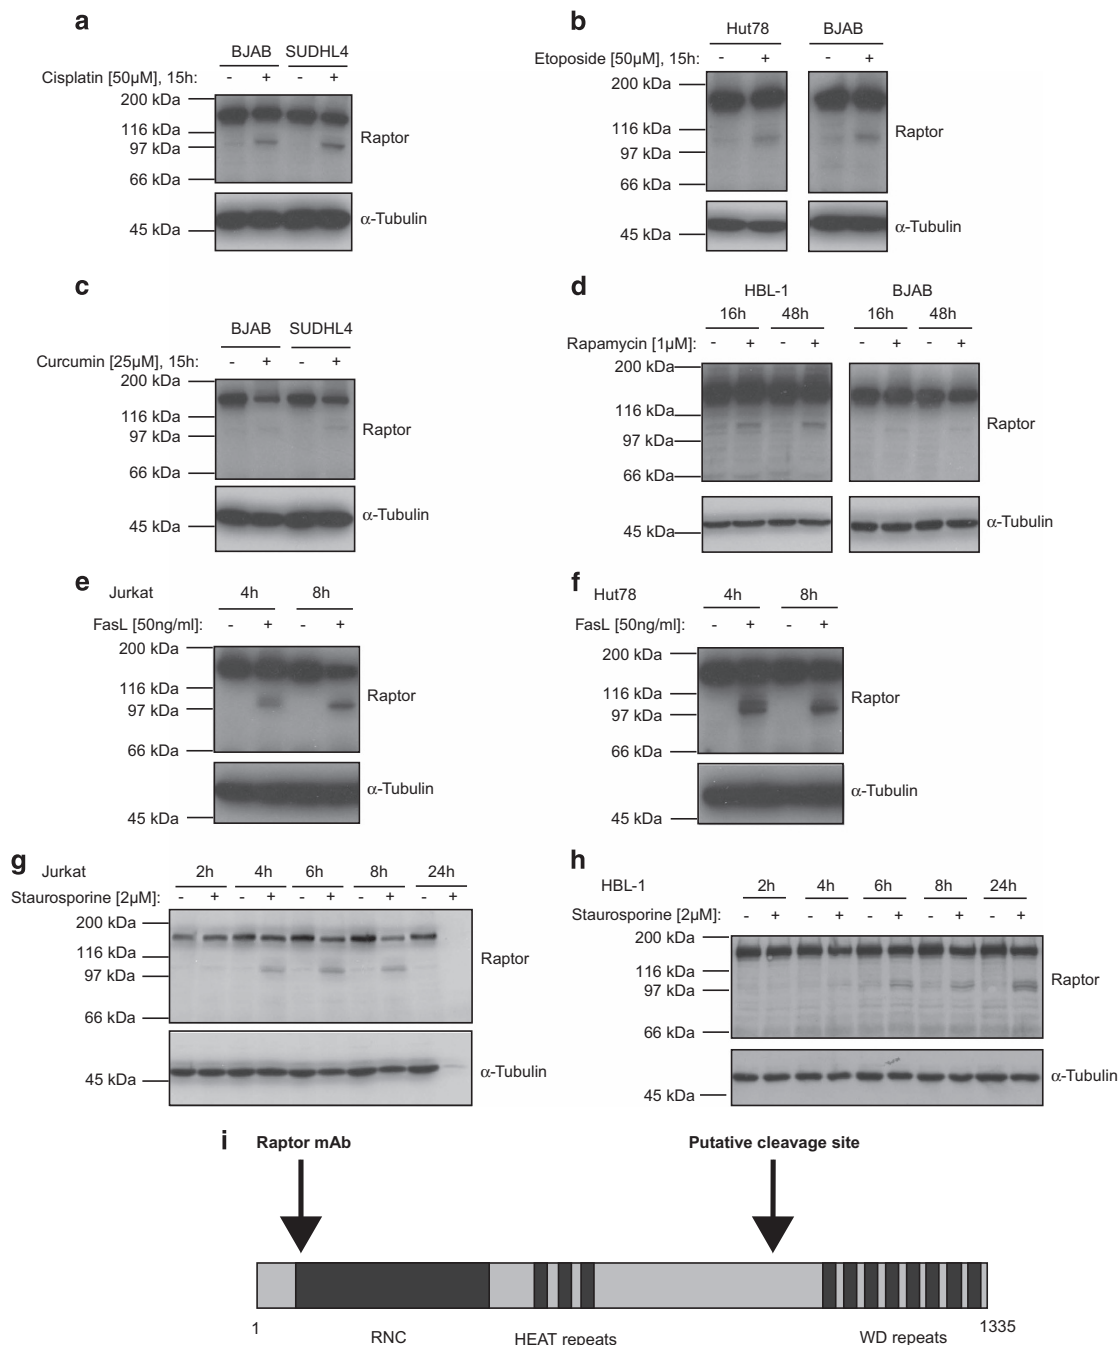 a
BJAB SUDHL4
Cisplatin [50µM], 15h: - + - +
200 kDa
116 kDa
97 kDa
66 kDa
Raptor
45 kDa
α-Tubulin
b
Hut78 BJAB
Etoposide [50µM], 15h: - + - +
200 kDa
116 kDa
97 kDa
66 kDa
Raptor
45 kDa
α-Tubulin
c
BJAB SUDHL4
Curcumin [25µM], 15h: - + - +
200 kDa
116 kDa
97 kDa
66 kDa
Raptor
45 kDa
α-Tubulin
d
HBL-1 BJAB
16h 48h 16h 48h
Rapamycin [1µM]: - + - + - + - +
200 kDa
116 kDa
97 kDa
66 kDa
Raptor
45 kDa
α-Tubulin
e
Jurkat 4h 8h
FasL [50ng/ml]: - + - +
200 kDa
116 kDa
97 kDa
66 kDa
Raptor
45 kDa
α-Tubulin
f
Hut78 4h 8h
FasL [50ng/ml]: - + - +
200 kDa
116 kDa
97 kDa
66 kDa
Raptor
45 kDa
α-Tubulin
g
Jurkat 2h 4h 6h 8h 24h
Staurosporine [2µM]: - + - + - + - + - +
200 kDa
116 kDa
97 kDa
66 kDa
Raptor
45 kDa
α-Tubulin
h
HBL-1 2h 4h 6h 8h 24h
Staurosporine [2µM]: - + - + - + - + - +
200 kDa
116 kDa
97 kDa
66 kDa
Raptor
45 kDa
α-Tubulin
i
Raptor mAb Putative cleavage site
1 1335
RNC HEAT repeats WD repeats